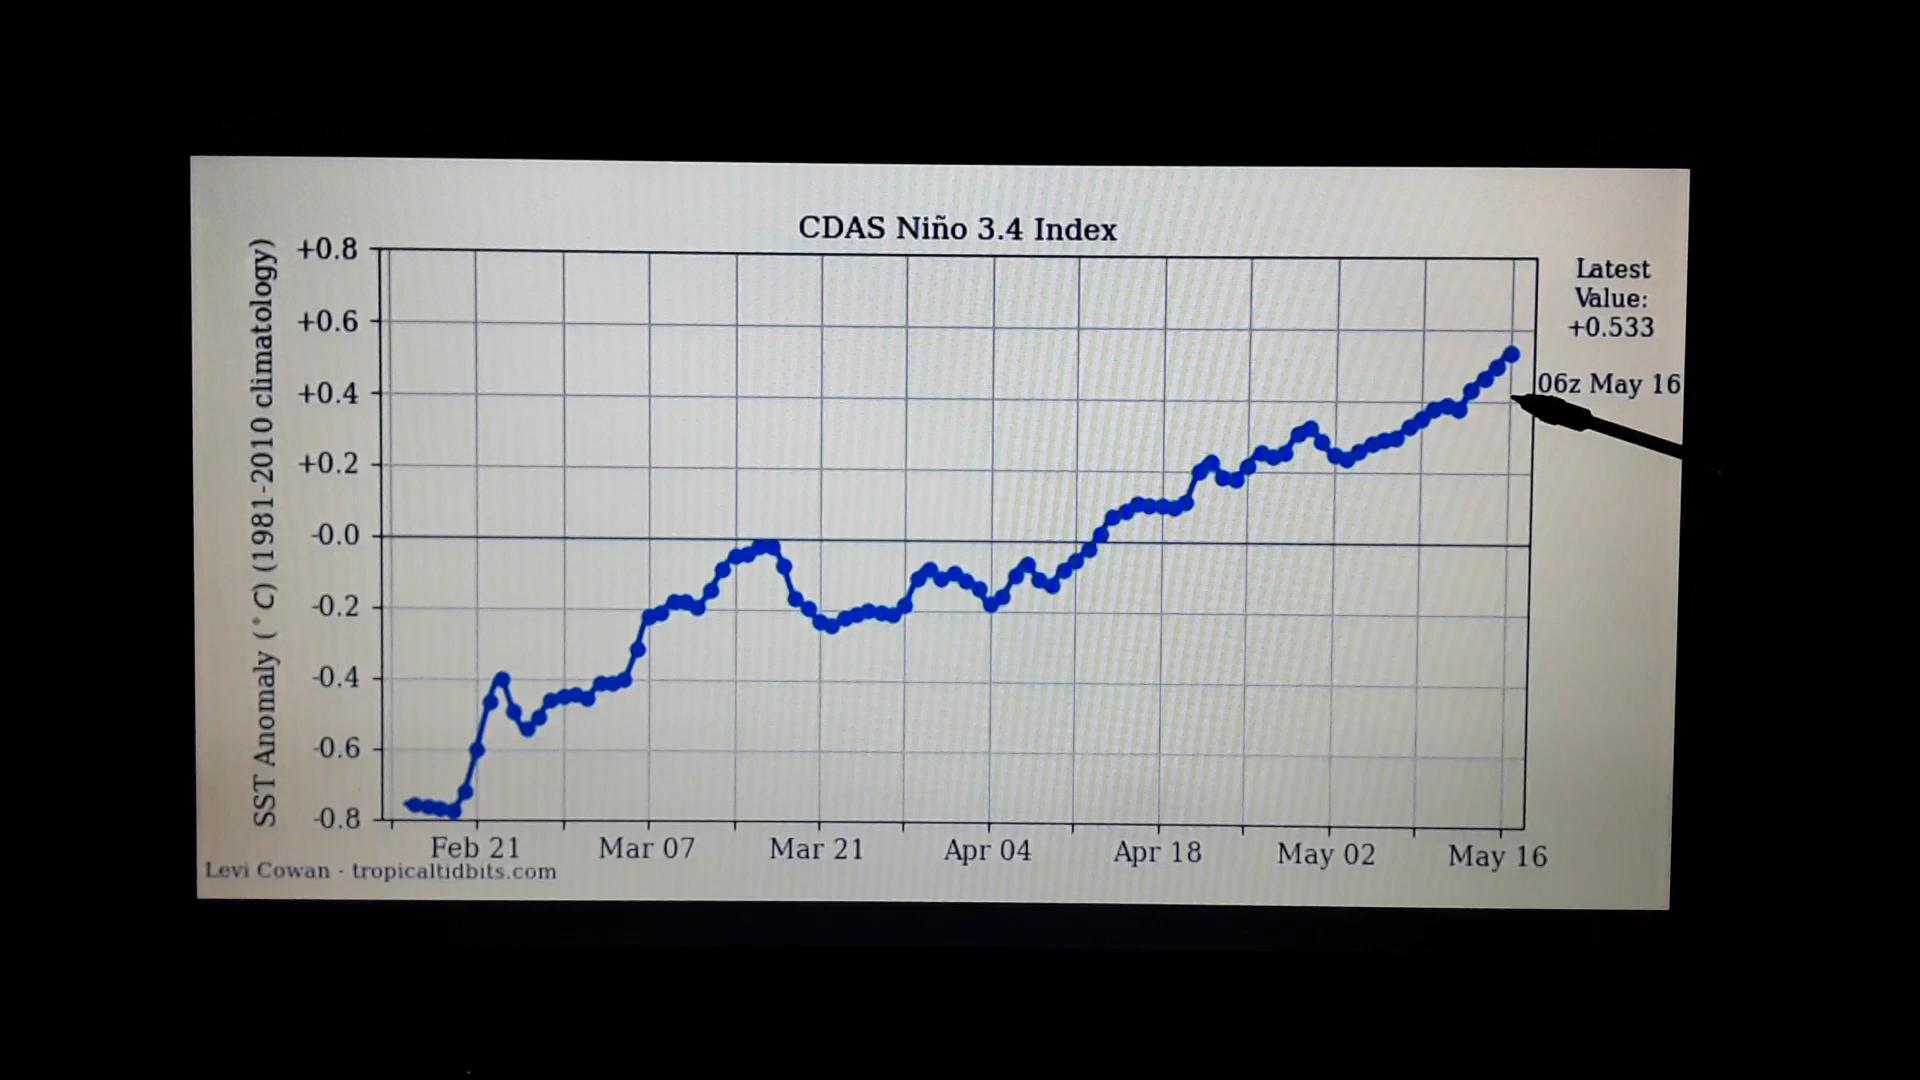 CDAS Niño 3.4 Index
SST Anomaly (°C) (1981-2010 climatology)
+0.8
+0.6
+0.4
+0.2
-0.0
-0.2
-0.4
-0.6
-0.8
Feb 21 Mar 07 Mar 21 Apr 04 Apr 18 May 02 May 16
Latest
Value:
+0.533
06z May 16
Levi Cowan - tropicaltidbits.com